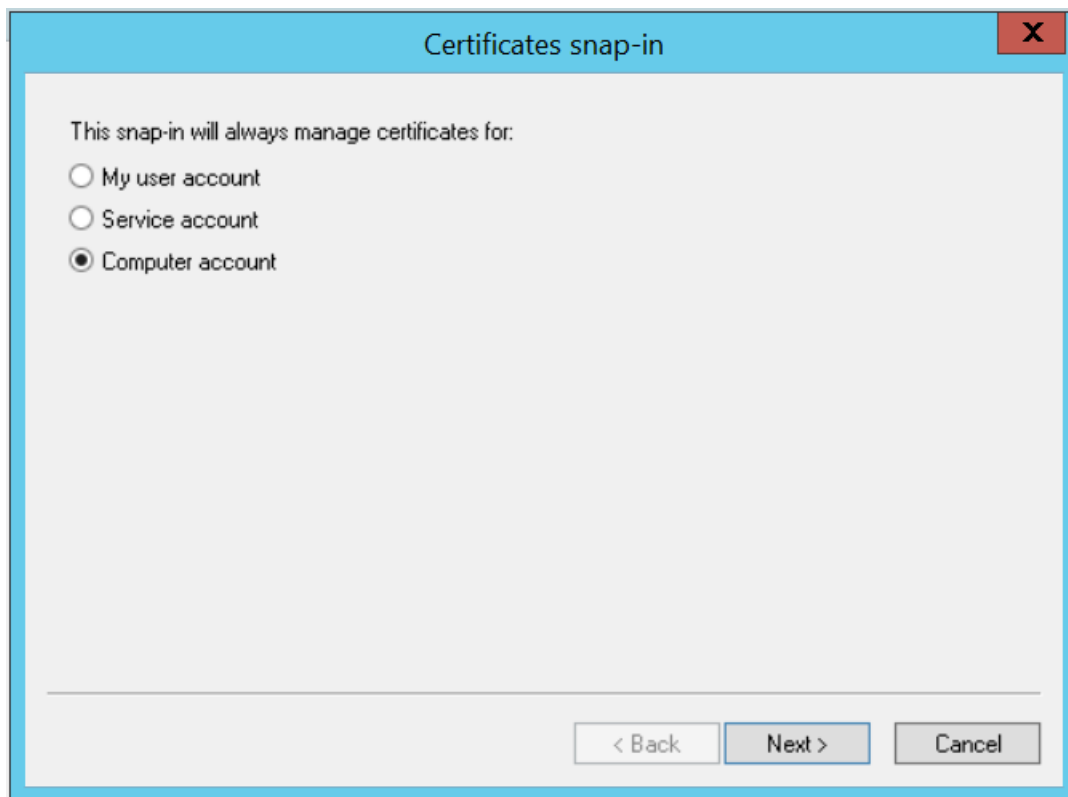 Certificates snap-in
X
This snap-in will always manage certificates for:
My user account
Service account
Computer account
< Back
Next >
Cancel